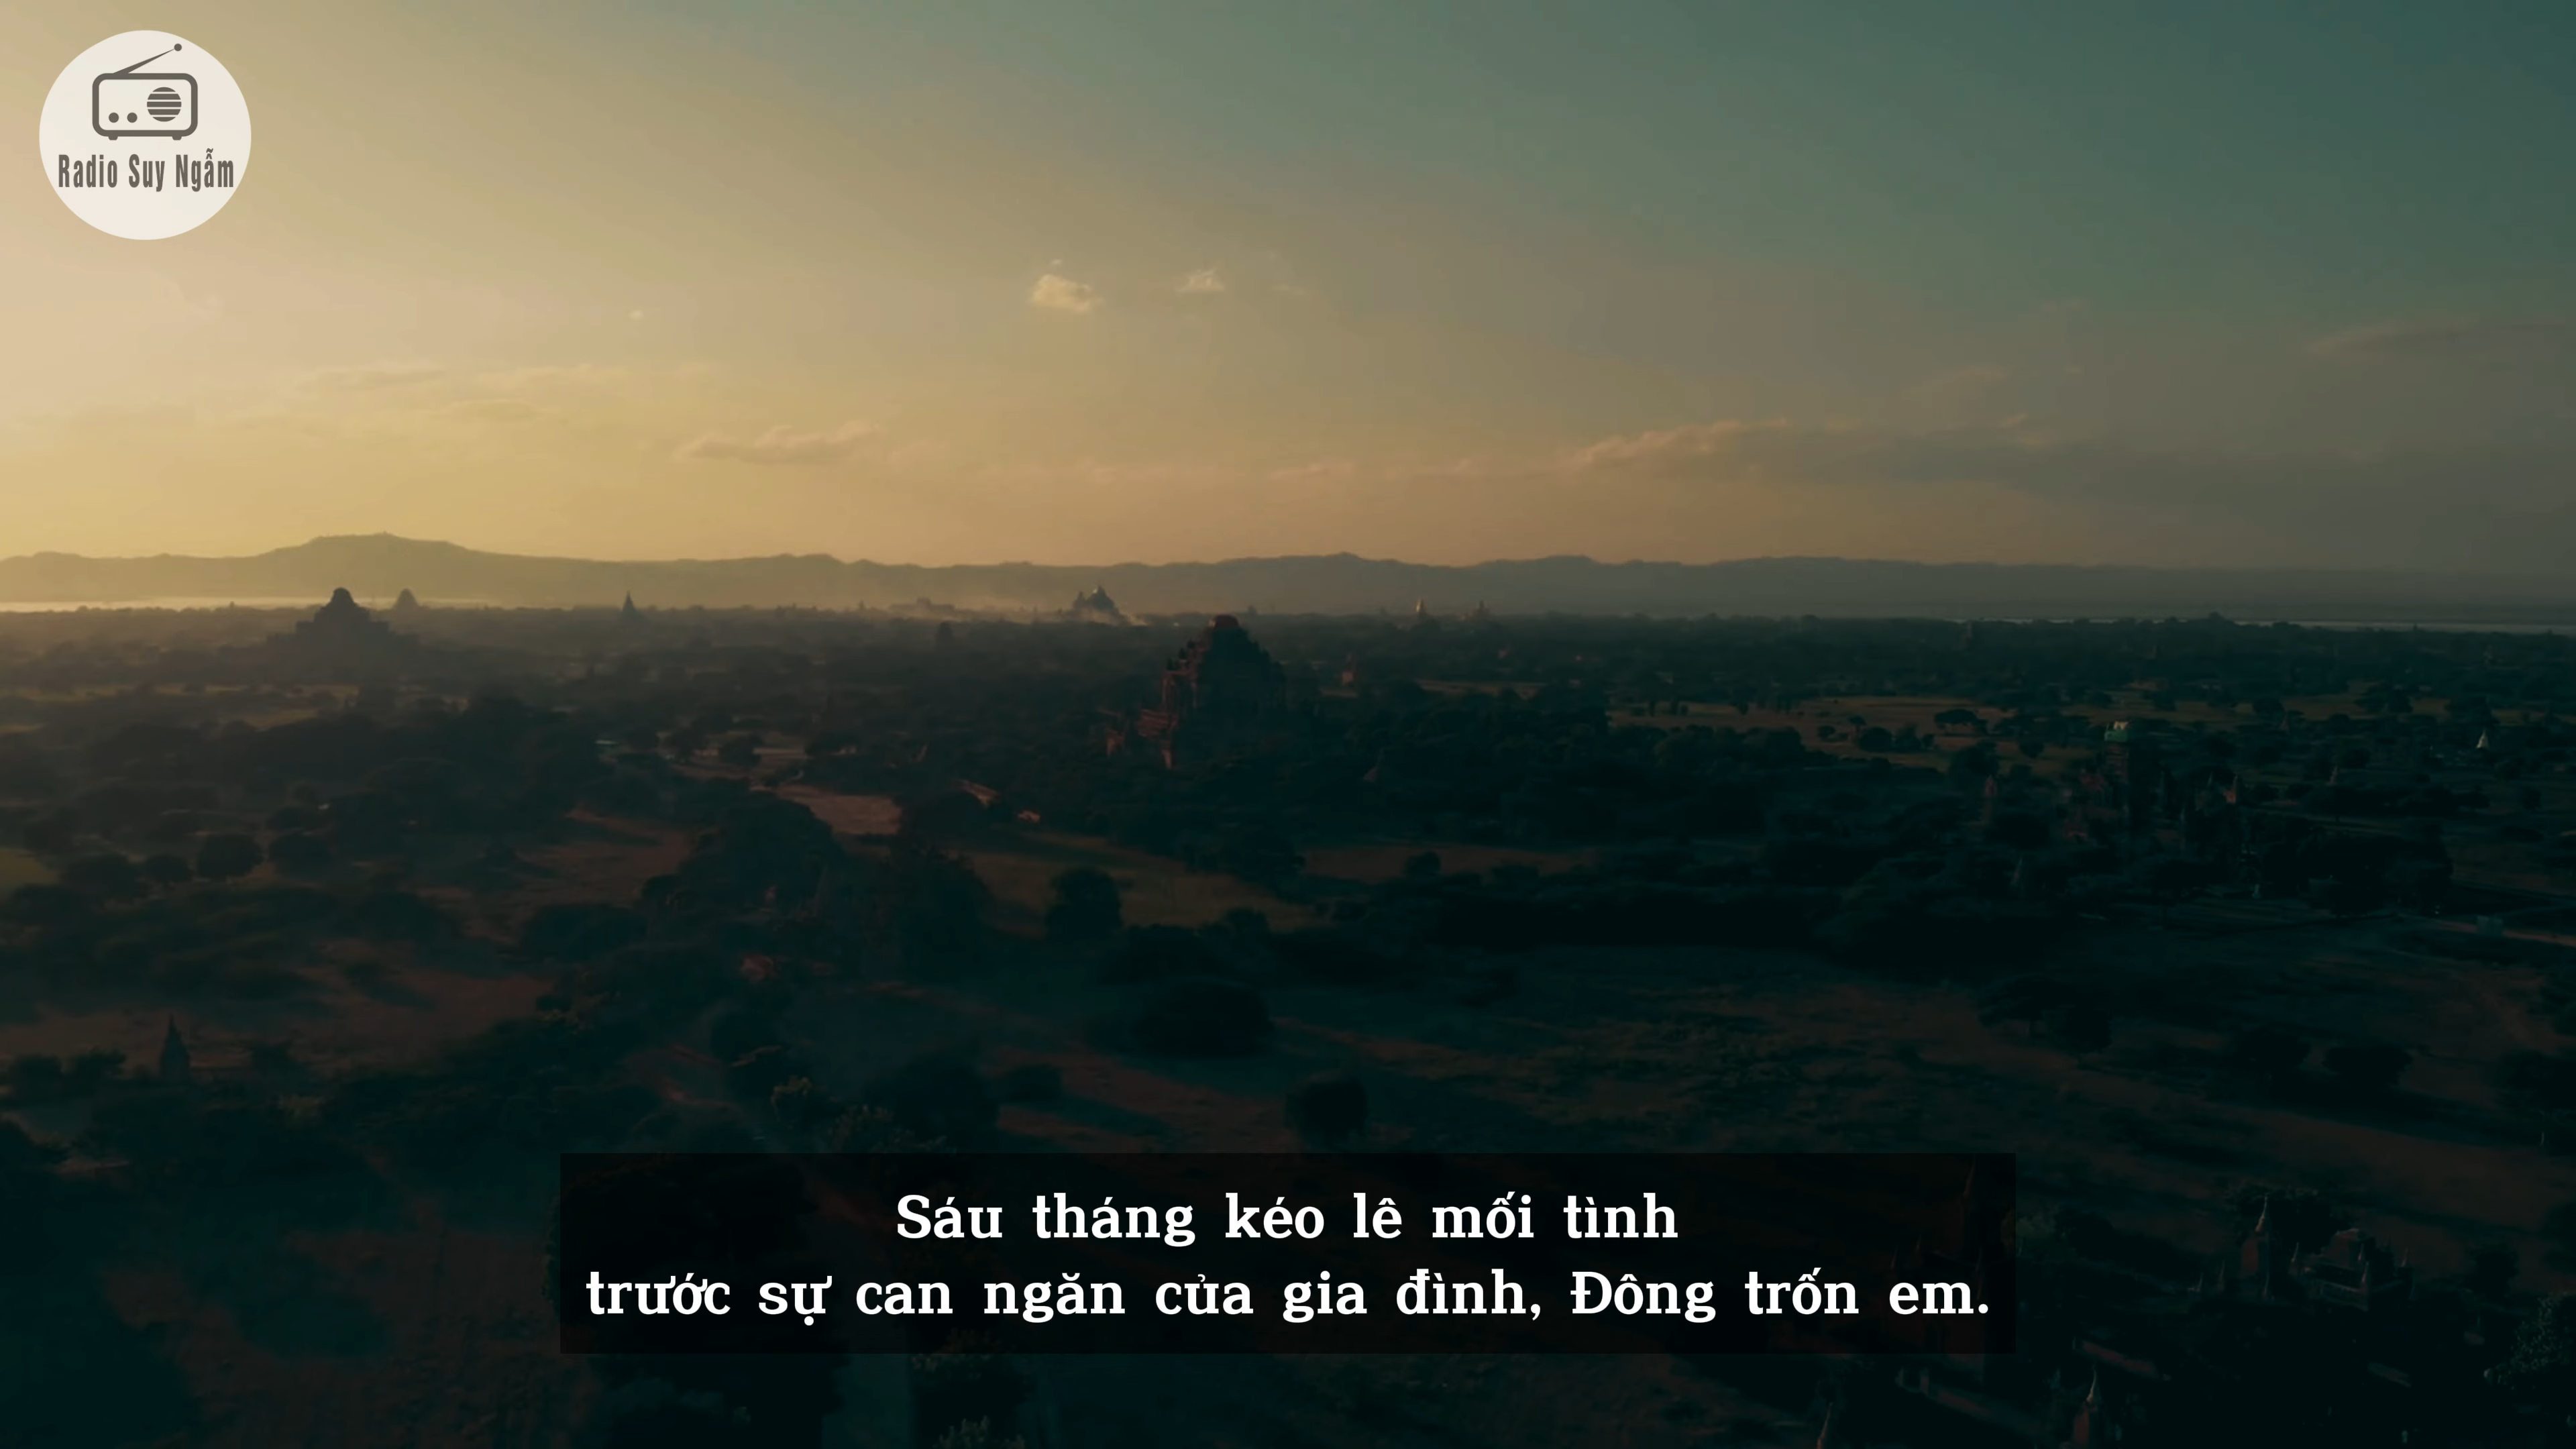 Radio Suy Ngẫm
Sáu tháng kéo lê mối tình
trước sự can ngăn của gia đình, Đông trốn em.